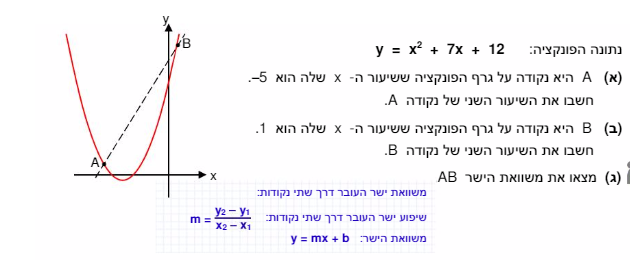 נתונה הפונקציה: y = x² + 7x + 12
(א) A היא נקודה על גרף הפונקציה ששיעור ה- x שלה הוא 5–.
חשבו את השיעור השני של נקודה A.
(ב) B היא נקודה על גרף הפונקציה ששיעור ה- x שלה הוא 1.
חשבו את השיעור השני של נקודה B.
(ג) מצאו את משוואת הישר AB
משוואת ישר העובר דרך שתי נקודות:
שיפוע ישר העובר דרך שתי נקודות: m = (y₂ – y₁)/(x₂ – x₁)
משוואת הישר: y = mx + b
y
B
A
x